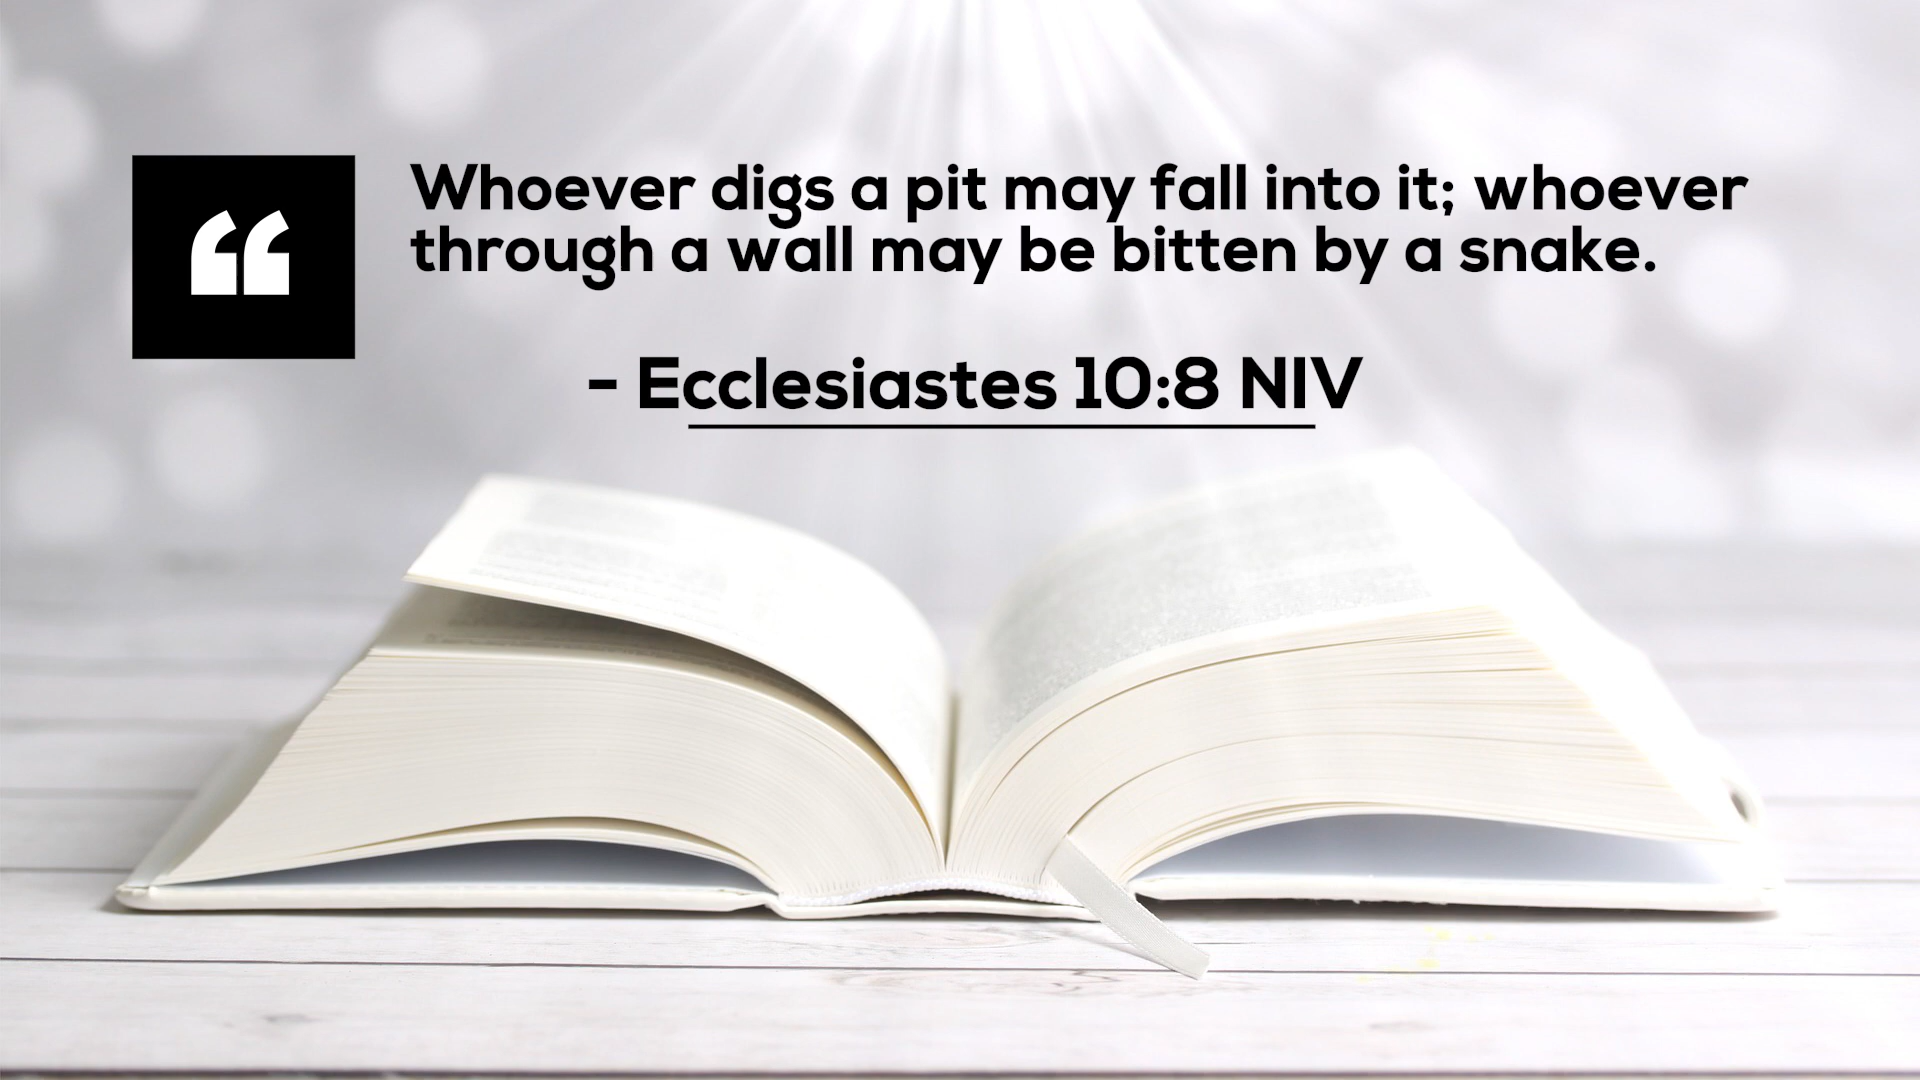 Whoever digs a pit may fall into it; whoever
through a wall may be bitten by a snake.
- Ecclesiastes 10:8 NIV